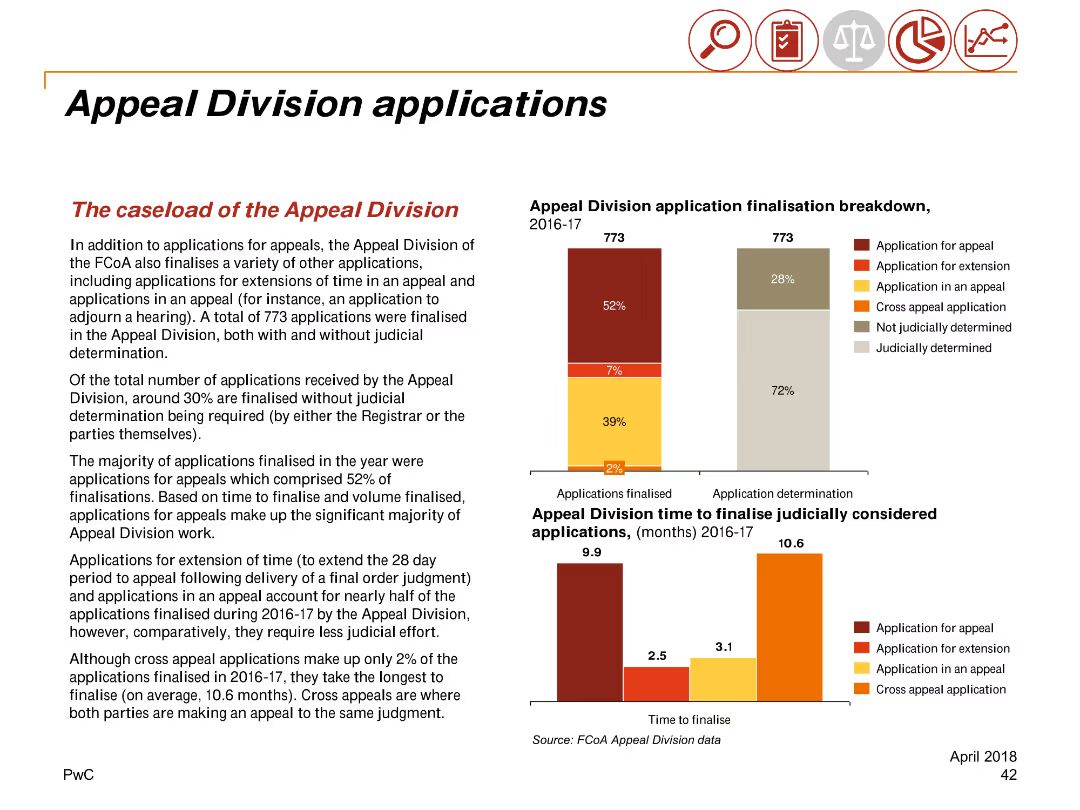 Appeal Division applications
The caseload of the Appeal Division
In addition to applications for appeals, the Appeal Division of
the FCoA also finalises a variety of other applications,
including applications for extensions of time in an appeal and
applications in an appeal (for instance, an application to
adjourn a hearing). A total of 773 applications were finalised
in the Appeal Division, both with and without judicial
determination.
Of the total number of applications received by the Appeal
Division, around 30% are finalised without judicial
determination being required (by either the Registrar or the
parties themselves).
The majority of applications finalised in the year were
applications for appeals which comprised 52% of
finalisations. Based on time to finalise and volume finalised,
applications for appeals make up the significant majority of
Appeal Division work.
Applications for extension of time (to extend the 28 day
period to appeal following delivery of a final order judgment)
and applications in an appeal account for nearly half of the
applications finalised during 2016-17 by the Appeal Division,
however, comparatively, they require less judicial effort.
Although cross appeal applications make up only 2% of the
applications finalised in 2016-17, they take the longest to
finalise (on average, 10.6 months). Cross appeals are where
both parties are making an appeal to the same judgment.
Appeal Division application finalisation breakdown,
2016-17
773
773
52%
7%
39%
2%
28%
72%
Applications finalised
Application determination
Application for appeal
Application for extension
Application in an appeal
Cross appeal application
Not judicially determined
Judicially determined
Appeal Division time to finalise judicially considered
applications, (months) 2016-17
9.9
2.5
3.1
10.6
Time to finalise
Application for appeal
Application for extension
Application in an appeal
Cross appeal application
Source: FCoA Appeal Division data
PwC
April 2018
42